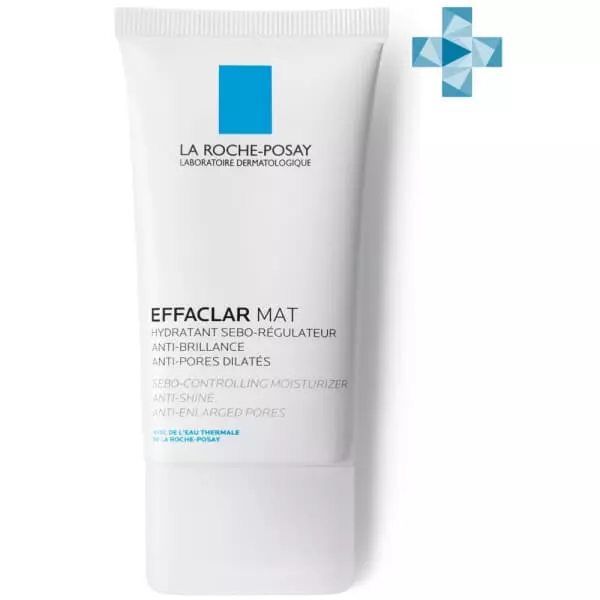 LA ROCHE-POSAY
LABORATOIRE DERMATOLOGIQUE
EFFACLAR MAT
HYDRATANT SEBO-RÉGULATEUR
ANTI-BRILLANCE
ANTI-PORES DILATÉS
SEBO-CONTROLLING MOISTURIZER
ANTI-SHINE
ANTI-ENLARGED PORES
AVEC DE L'EAU THERMALE
DE LA ROCHE-POSAY